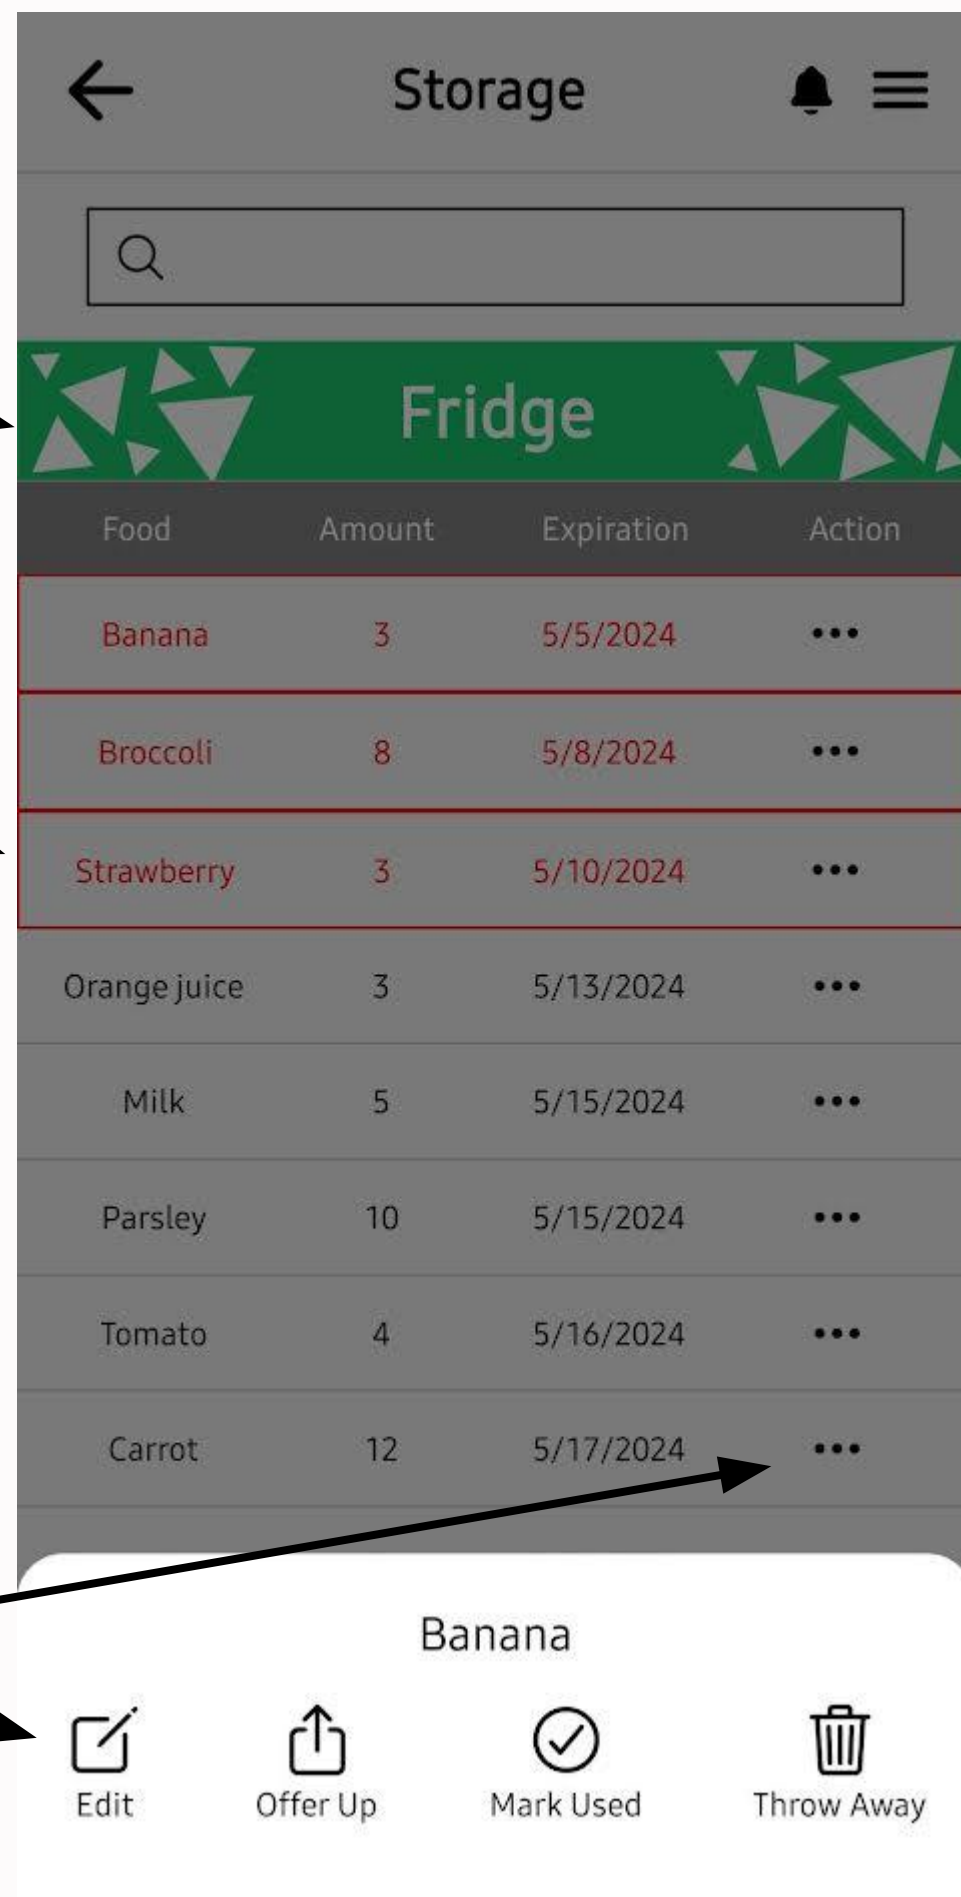 Storage
Fridge
Food Amount Expiration Action
Banana 3 5/5/2024
Broccoli 8 5/8/2024
Strawberry 3 5/10/2024
Orange juice 3 5/13/2024
Milk 5 5/15/2024
Parsley 10 5/15/2024
Tomato 4 5/16/2024
Carrot 12 5/17/2024
Banana
Edit Offer Up Mark Used Throw Away